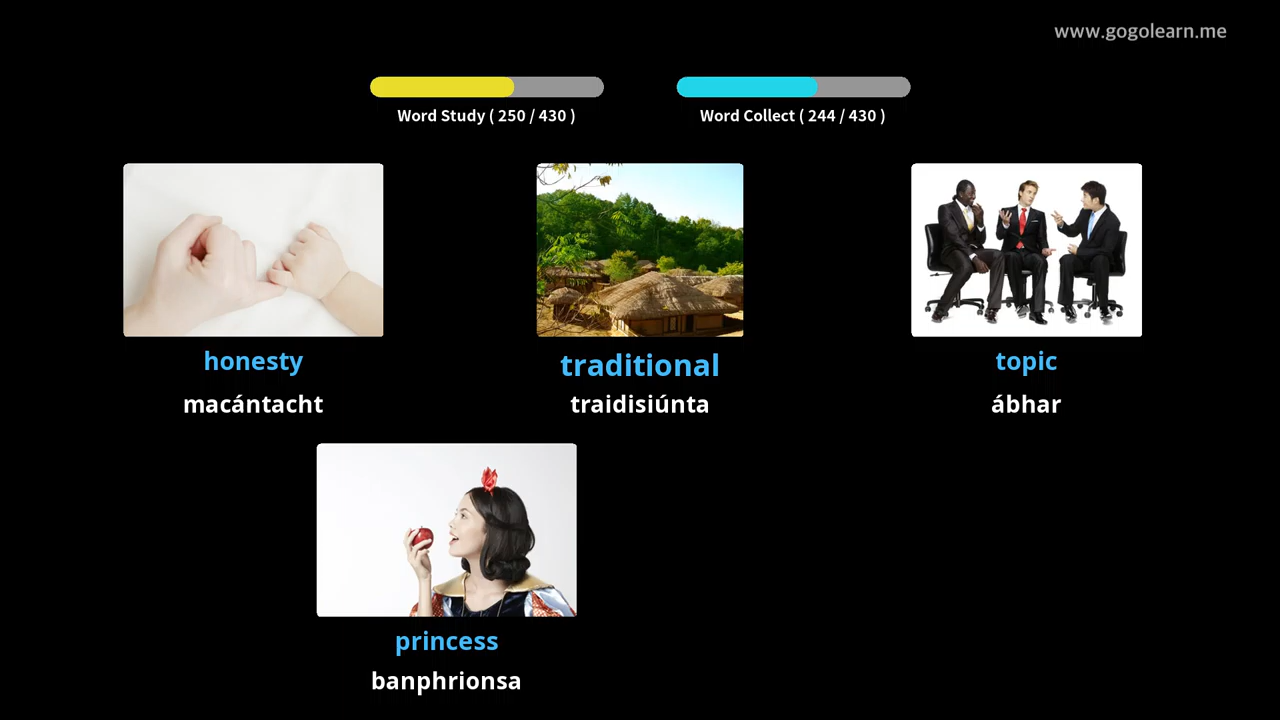 www.gogolearn.me
Word Study ( 250 / 430 )
Word Collect ( 244 / 430 )
honesty
macántacht
traditional
traidisiúnta
topic
ábhar
princess
banphrionsa